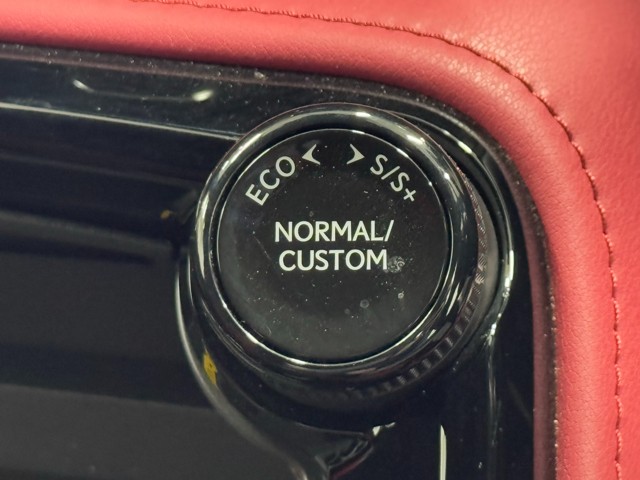 ECO S/S+
NORMAL/
CUSTOM